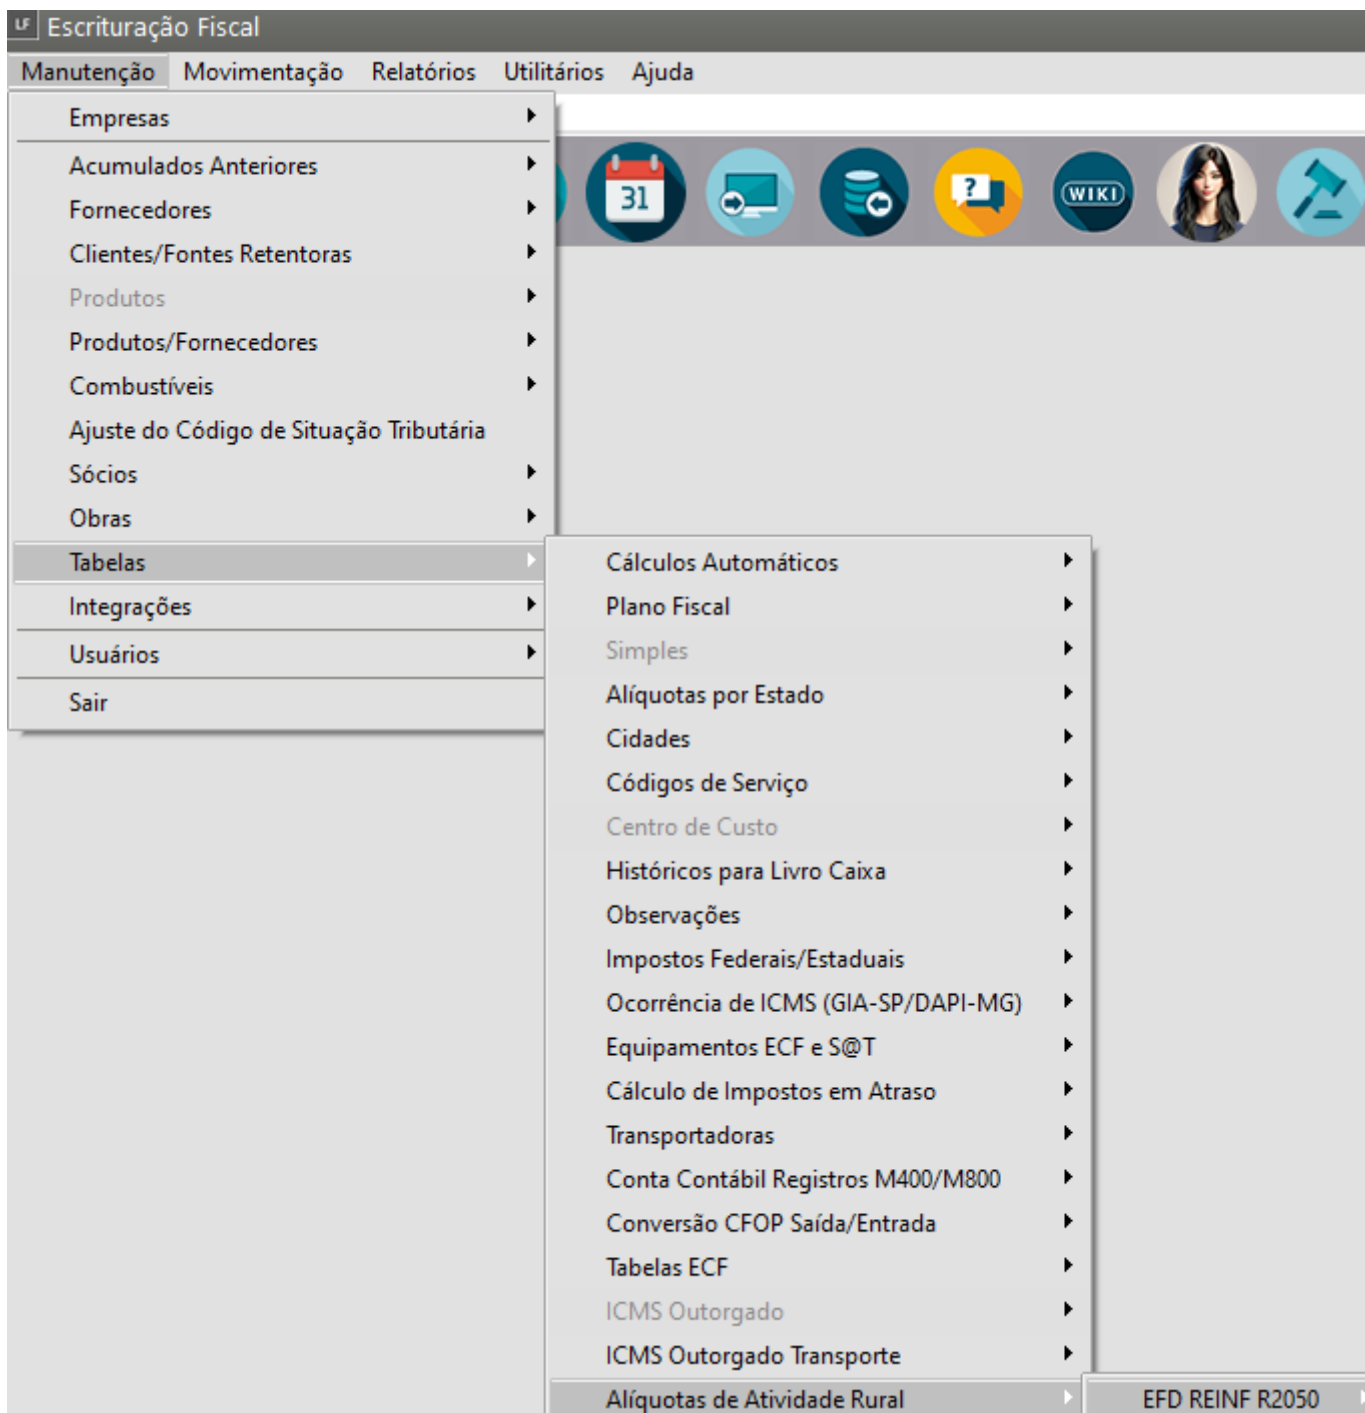 LF Escrituração Fiscal
Manutenção Movimentação Relatórios Utilitários Ajuda
Empresas
Acumulados Anteriores
Fornecedores
Clientes/Fontes Retentoras
Produtos
Produtos/Fornecedores
Combustíveis
Ajuste do Código de Situação Tributária
Sócios
Obras
Tabelas
Integrações
Usuários
Sair
31
?
WIKI
Cálculos Automáticos
Plano Fiscal
Simples
Alíquotas por Estado
Cidades
Códigos de Serviço
Centro de Custo
Históricos para Livro Caixa
Observações
Impostos Federais/Estaduais
Ocorrência de ICMS (GIA-SP/DAPI-MG)
Equipamentos ECF e S@T
Cálculo de Impostos em Atraso
Transportadoras
Conta Contábil Registros M400/M800
Conversão CFOP Saída/Entrada
Tabelas ECF
ICMS Outorgado
ICMS Outorgado Transporte
Alíquotas de Atividade Rural
EFD REINF R2050